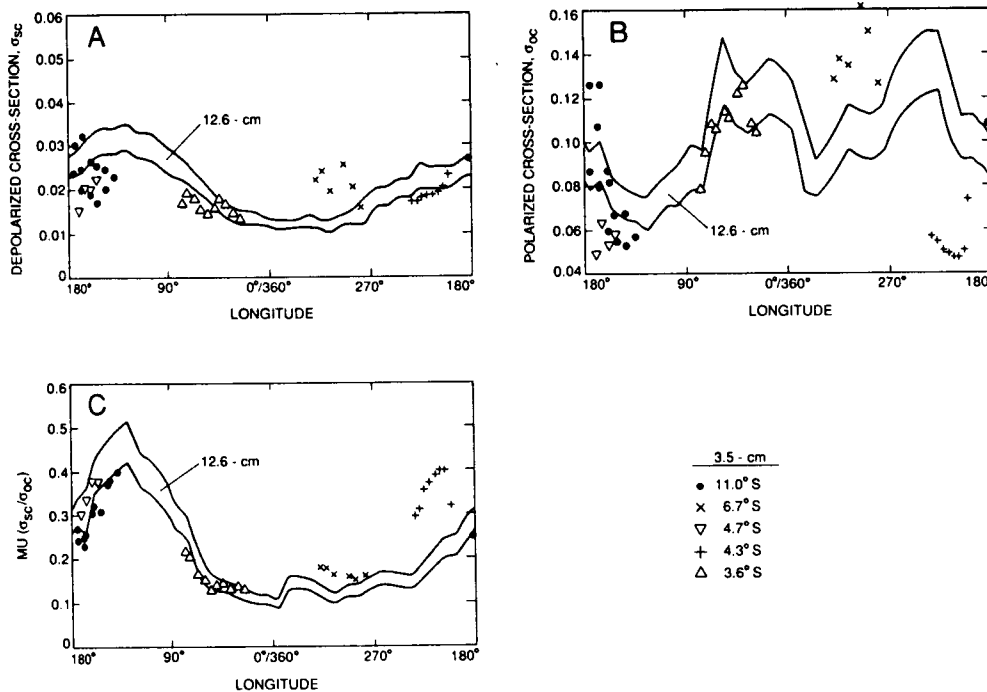 A
DEPOLARIZED CROSS-SECTION, σsc
0.06
0.05
0.04
0.03
0.02
0.01
0
12.6 - cm
180° 90° 0°/360° 270° 180°
LONGITUDE
B
POLARIZED CROSS-SECTION, σoc
0.16
0.14
0.12
0.10
0.08
0.06
0.04
12.6 - cm
180° 90° 0°/360° 270° 180°
LONGITUDE
C
MU (σsc/σoc)
0.6
0.5
0.4
0.3
0.2
0.1
0
12.6 - cm
180° 90° 0°/360° 270° 180°
LONGITUDE
3.5 - cm
11.0° S
6.7° S
4.7° S
4.3° S
3.6° S